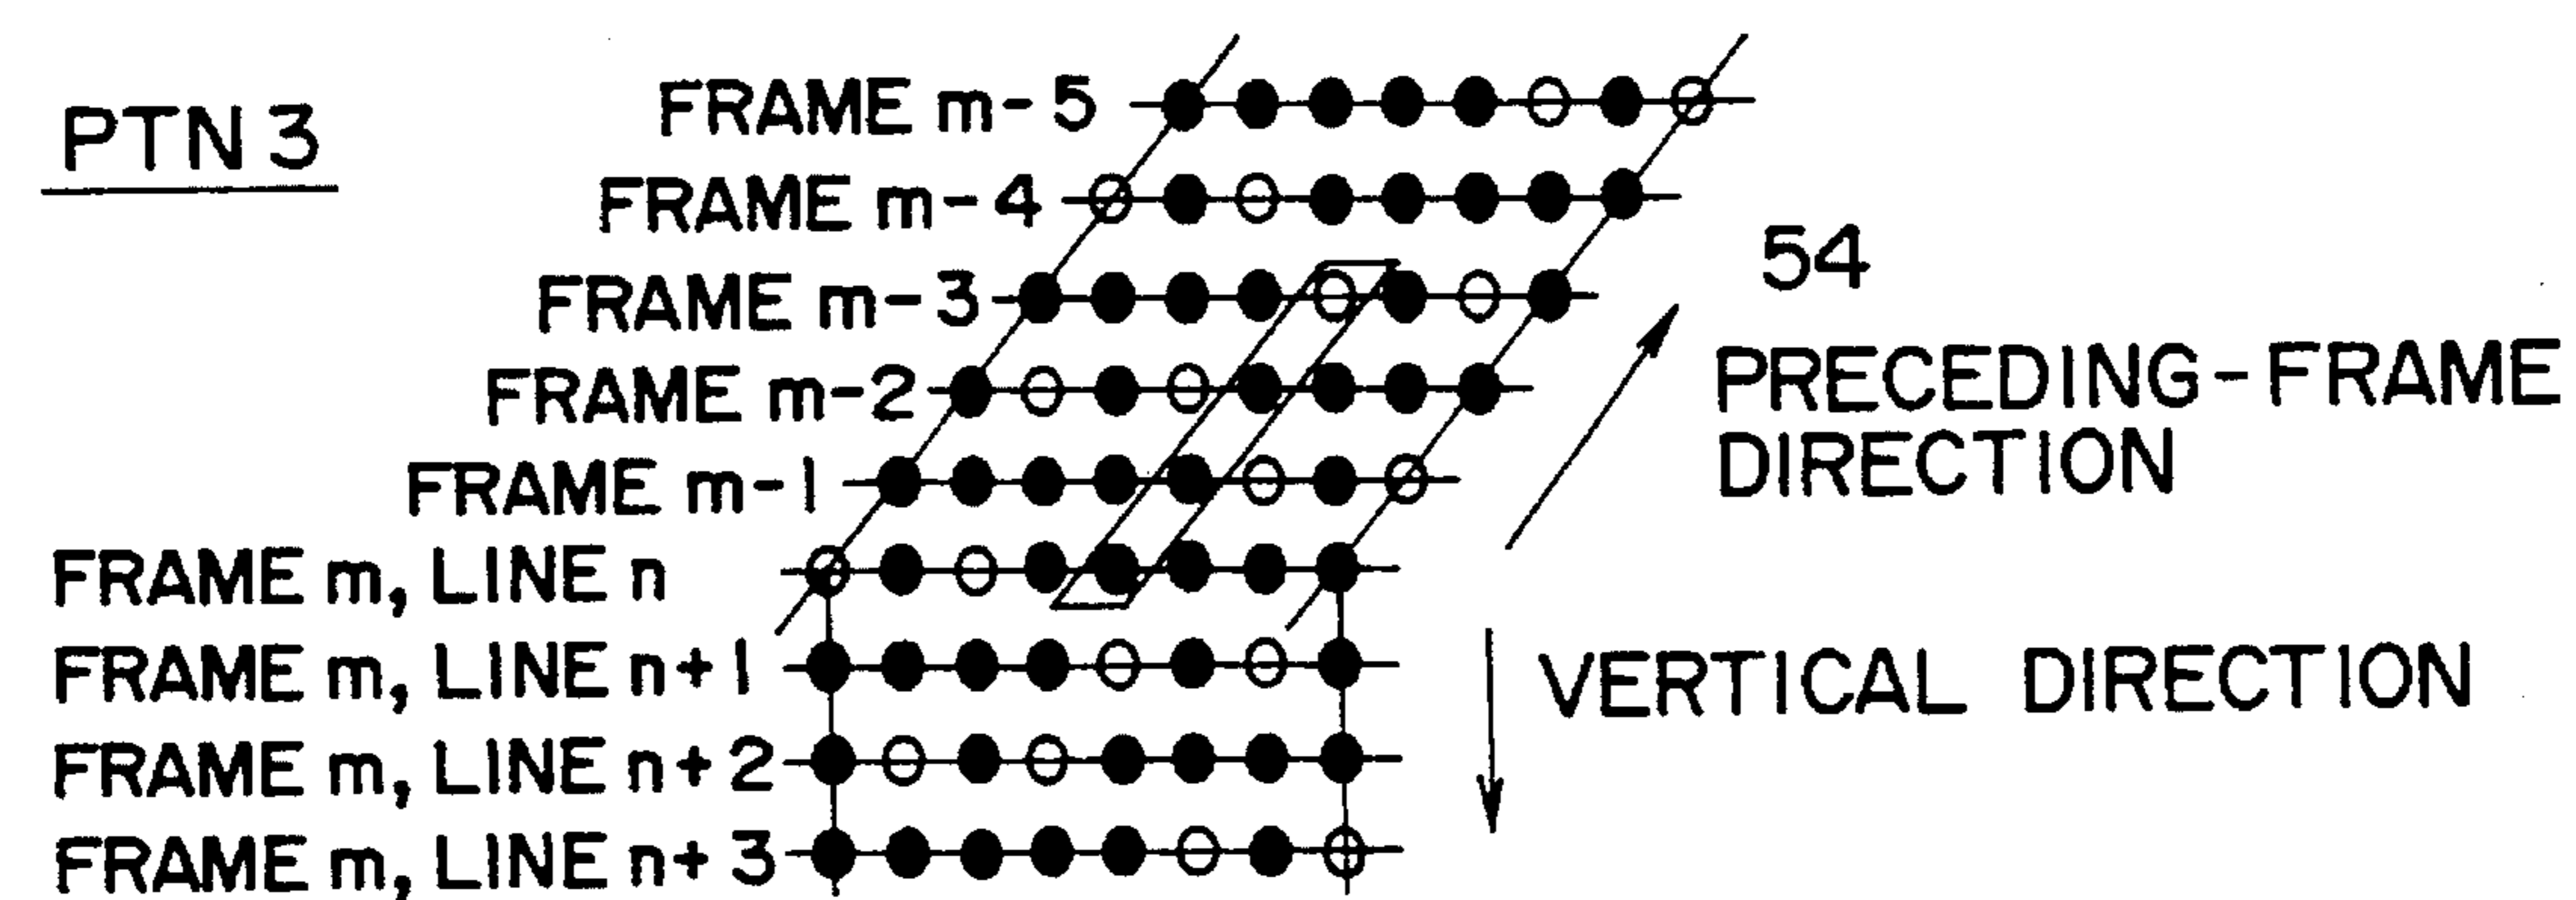 PTN 3
FRAME m-5
FRAME m-4
FRAME m-3
FRAME m-2
FRAME m-1
FRAME m, LINE n
FRAME m, LINE n+1
FRAME m, LINE n+2
FRAME m, LINE n+3
54
PRECEDING-FRAME
DIRECTION
VERTICAL DIRECTION